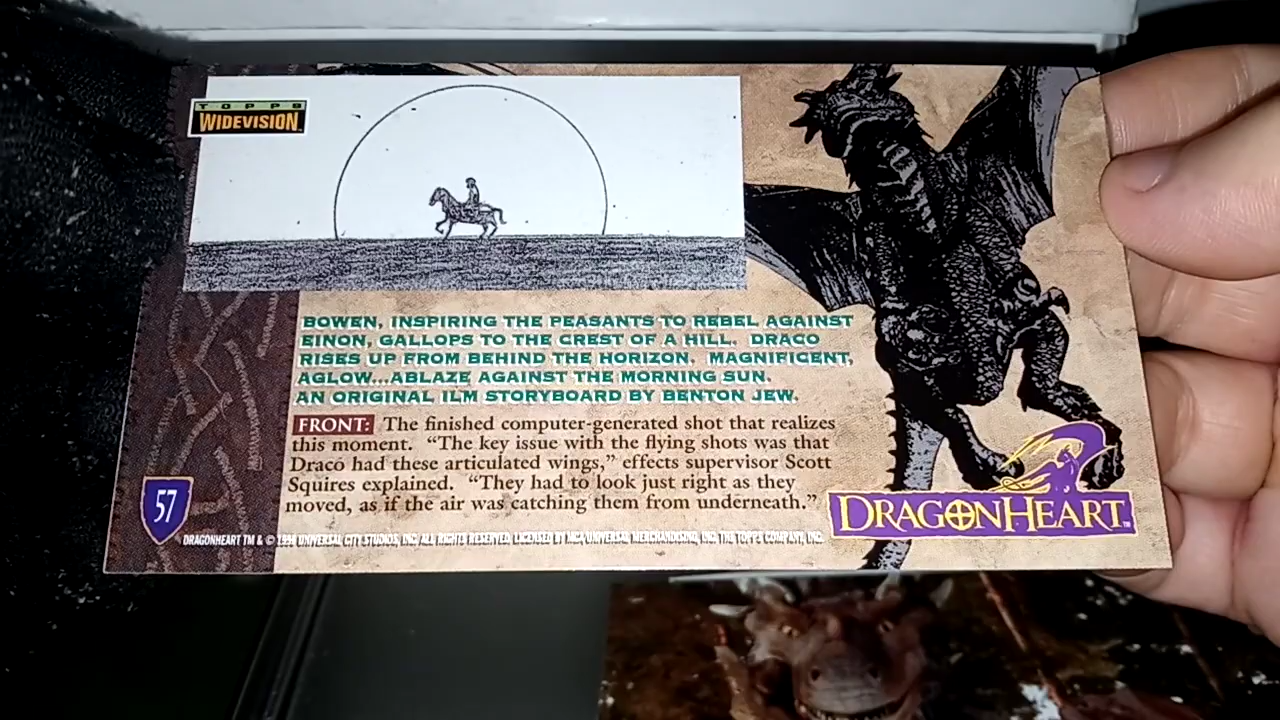 TOPPS
WIDEVISION
BOWEN, INSPIRING THE PEASANTS TO REBEL AGAINST
EINON, GALLOPS TO THE CREST OF A HILL. DRACO
RISES UP FROM BEHIND THE HORIZON. MAGNIFICENT,
AGLOW...ABLAZE AGAINST THE MORNING SUN.
AN ORIGINAL ILM STORYBOARD BY BENTON JEW.
FRONT: The finished computer-generated shot that realizes
this moment. “The key issue with the flying shots was that
Draco had these articulated wings,” effects supervisor Scott
Squires explained. “They had to look just right as they
moved, as if the air was catching them from underneath.”
57
DRAGONHEART TM
DRAGONHEART TM & © 1996 UNIVERSAL CITY STUDIOS, INC. ALL RIGHTS RESERVED. LICENSED BY MCA/UNIVERSAL MERCHANDISING, INC. THE TOPPS COMPANY, INC.